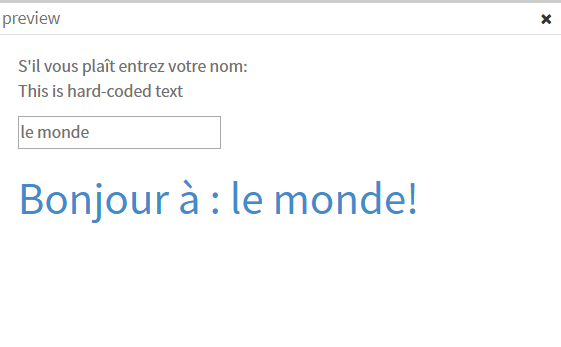 preview
S'il vous plaît entrez votre nom:
This is hard-coded text
le monde
Bonjour à : le monde!